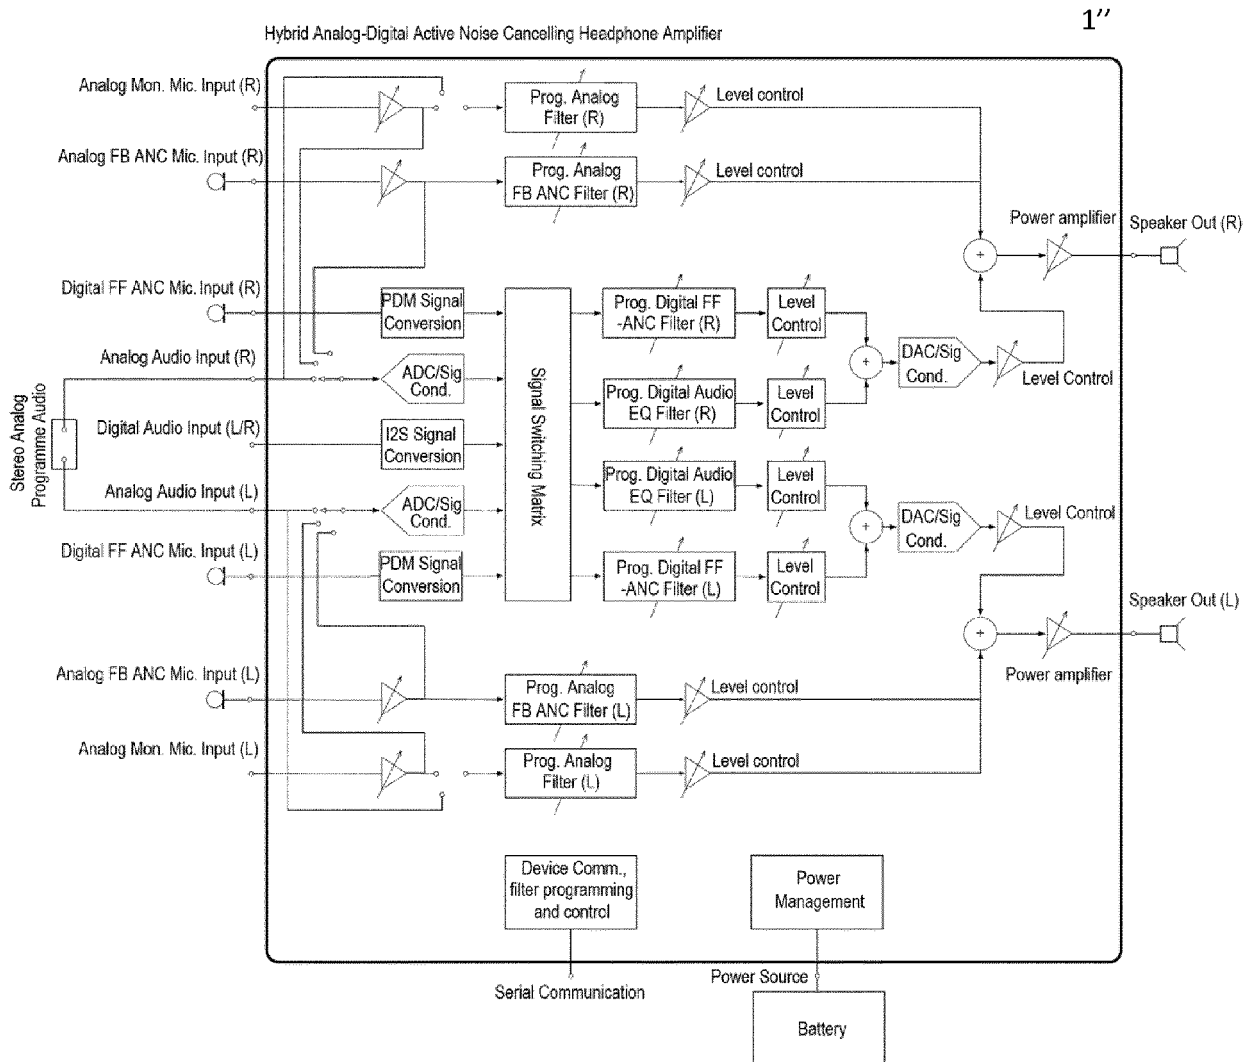 1″
Hybrid Analog-Digital Active Noise Cancelling Headphone Amplifier
Analog Mon. Mic. Input (R)
Prog. Analog
Filter (R)
Level control
Analog FB ANC Mic. Input (R)
Prog. Analog
FB ANC Filter (R)
Level control
Power amplifier
Speaker Out (R)
+
Digital FF ANC Mic. Input (R)
PDM Signal
Conversion
Prog. Digital FF
-ANC Filter (R)
Level
Control
Analog Audio Input (R)
ADC/Sig
Cond.
+
DAC/Sig
Cond.
Level Control
Stereo Analog
Programme Audio
Signal Switching Matrix
Prog. Digital Audio
EQ Filter (R)
Level
Control
Digital Audio Input (L/R)
I2S Signal
Conversion
Prog. Digital Audio
EQ Filter (L)
Level
Control
Analog Audio Input (L)
ADC/Sig
Cond.
+
DAC/Sig
Cond.
Level Control
Digital FF ANC Mic. Input (L)
PDM Signal
Conversion
Prog. Digital FF
-ANC Filter (L)
Level
Control
Speaker Out (L)
+
Power amplifier
Analog FB ANC Mic. Input (L)
Prog. Analog
FB ANC Filter (L)
Level control
Analog Mon. Mic. Input (L)
Prog. Analog
Filter (L)
Level control
Device Comm.,
filter programming
and control
Power
Management
Serial Communication
Power Source
Battery